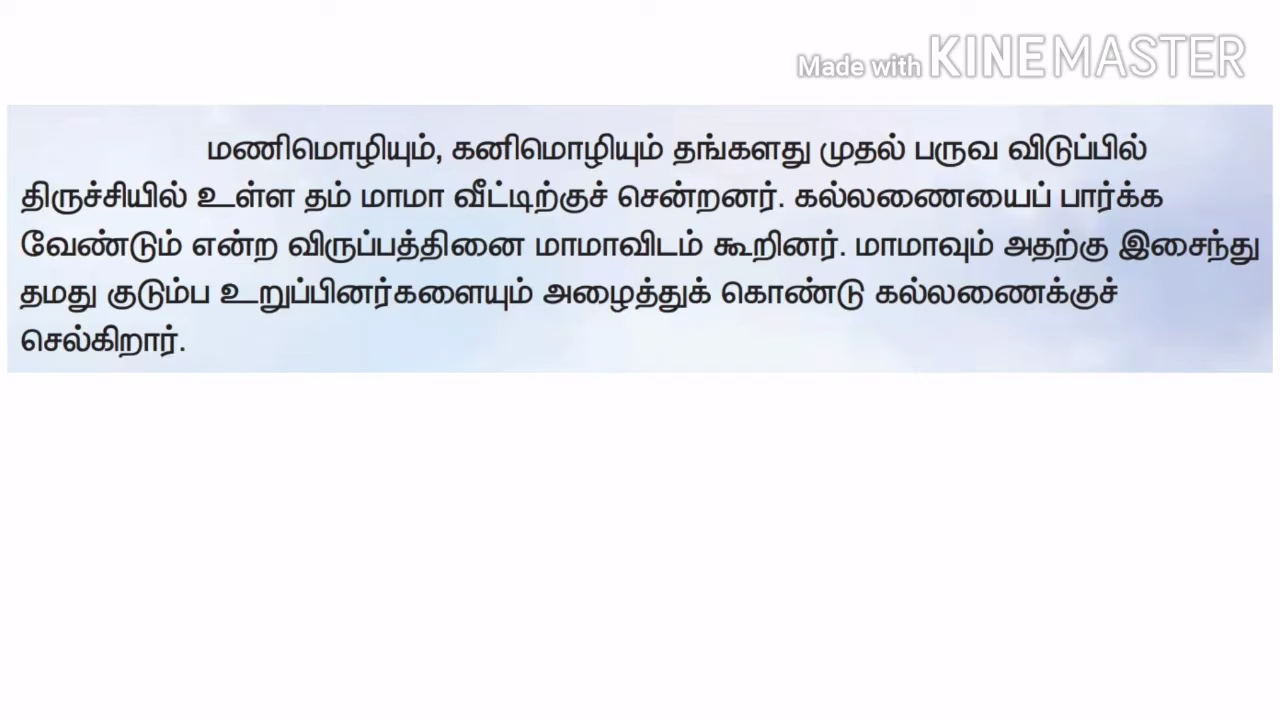 Made with KINEMASTER
மணிமொழியும், கனிமொழியும் தங்களது முதல் பருவ விடுப்பில்
திருச்சியில் உள்ள தம் மாமா வீட்டிற்குச் சென்றனர். கல்லணையைப் பார்க்க
வேண்டும் என்ற விருப்பத்தினை மாமாவிடம் கூறினர். மாமாவும் அதற்கு இசைந்து
தமது குடும்ப உறுப்பினர்களையும் அழைத்துக் கொண்டு கல்லணைக்குச்
செல்கிறார்.